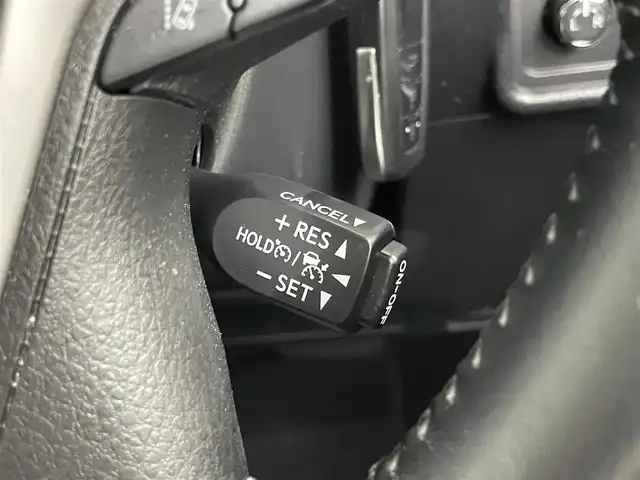 CANCEL▼
+ RES ▲
HOLD / ◀
– SET ▼
ON-OFF